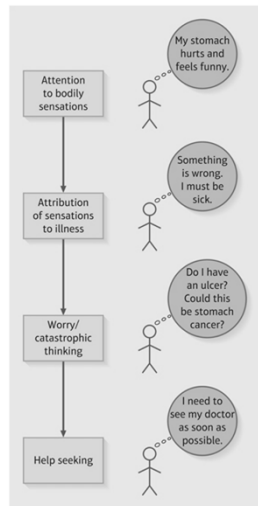 My stomach
hurts and
feels funny.
Attention
to bodily
sensations
Something
is wrong.
I must be
sick.
Attribution
of sensations
to illness
Do I have
an ulcer?
Could this
be stomach
cancer?
Worry/
catastrophic
thinking
I need to
see my doctor
as soon as
possible.
Help seeking